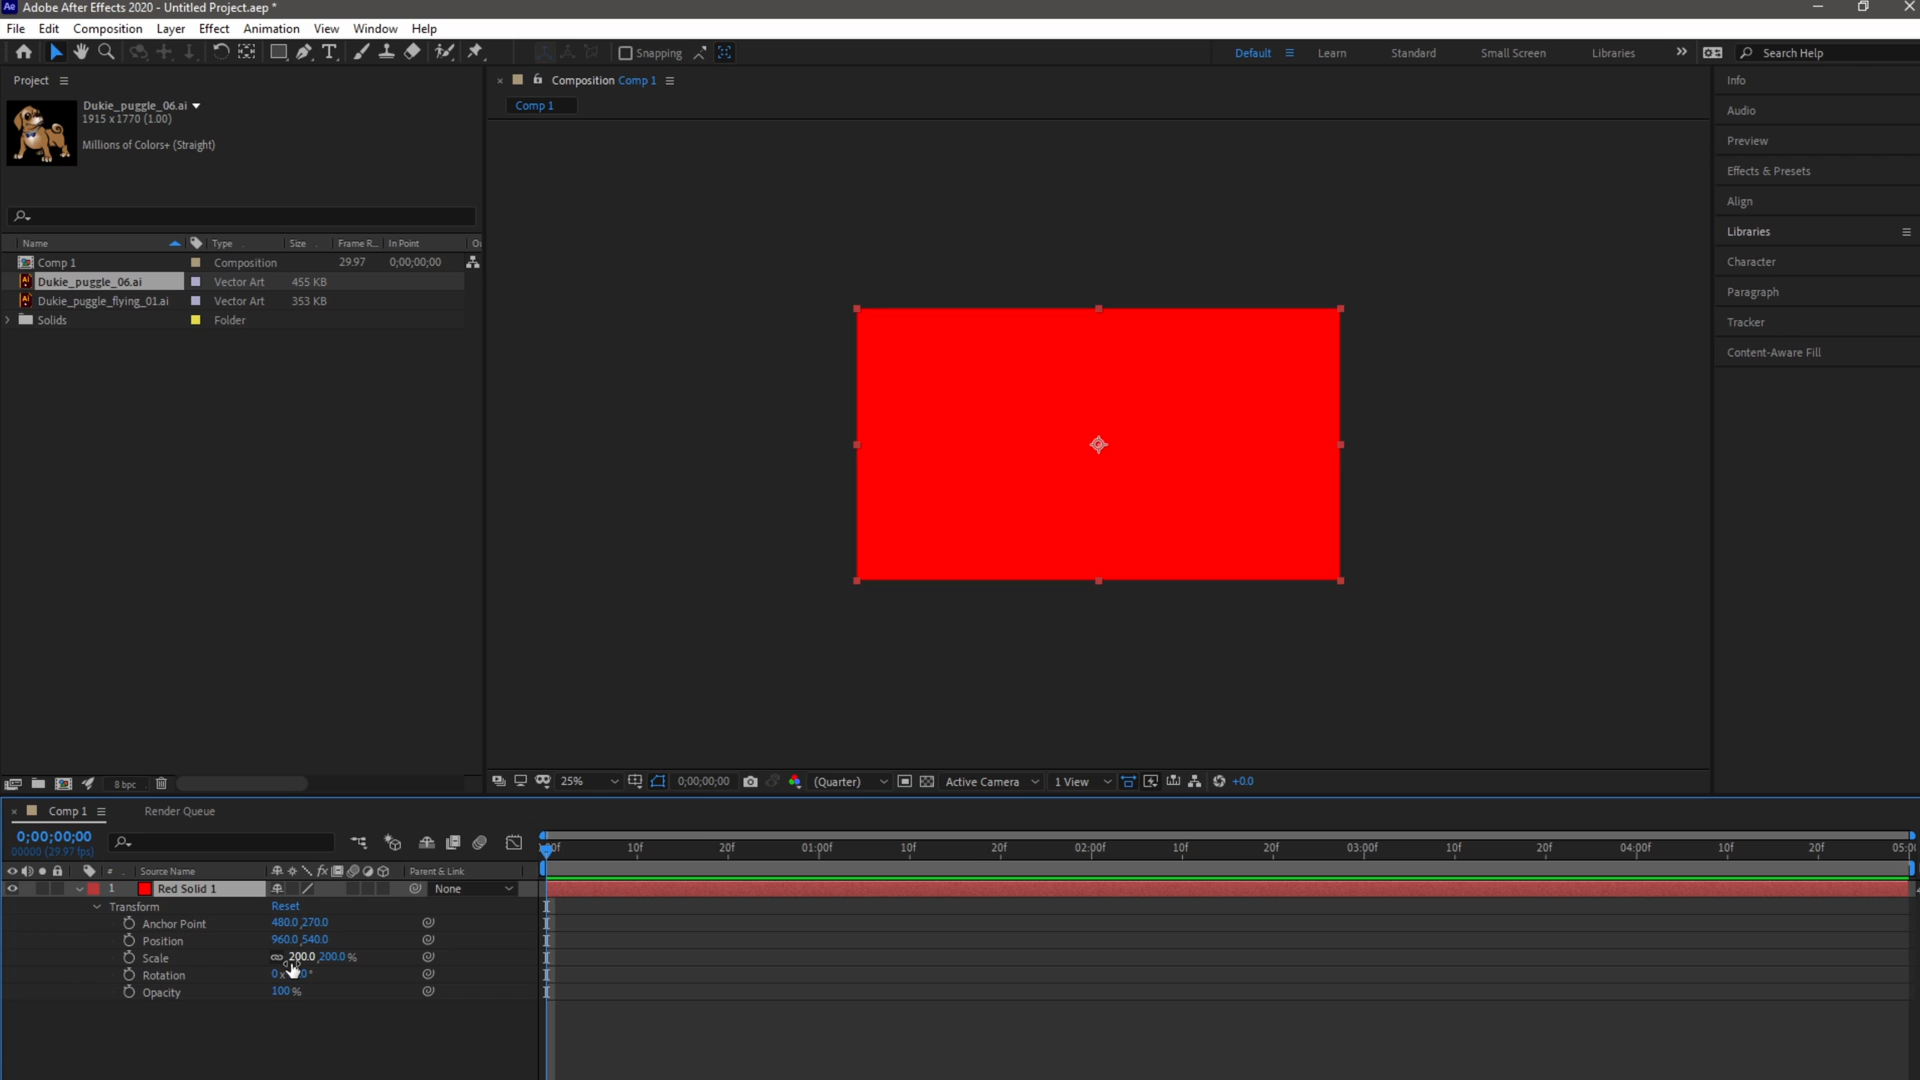 Ae Adobe After Effects 2020 - Untitled Project.aep *
File Edit Composition Layer Effect Animation View Window Help
Snapping Default Learn Standard Small Screen Libraries Search Help
Project
Composition Comp 1
Comp 1
Dukie_puggle_06.ai
1915 x 1770 (1.00)
Millions of Colors+ (Straight)
Name Type Size Frame R... In Point
Comp 1 Composition 29.97 0;00;00;00
Dukie_puggle_06.ai Vector Art 455 KB
Dukie_puggle_flying_01.ai Vector Art 353 KB
Solids Folder
Info
Audio
Preview
Effects & Presets
Align
Libraries
Character
Paragraph
Tracker
Content-Aware Fill
8 bpc
25% 0;00;00;00 (Quarter) Active Camera 1 View +0.0
Comp 1 Render Queue
0;00;00;00
00000 (29.97 fps)
10f 20f 01:00f 10f 20f 02:00f 10f 20f 03:00f 10f 20f 04:00f 10f 20f
# Source Name Parent & Link
1 Red Solid 1 None
Transform Reset
Anchor Point 480.0,270.0
Position 960.0,540.0
Scale 200.0,200.0 %
Rotation
Opacity 100 %